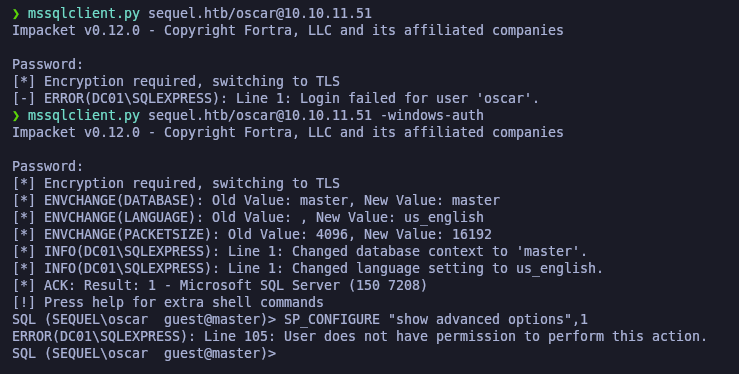 ❯ mssqlclient.py sequel.htb/oscar@10.10.11.51
Impacket v0.12.0 - Copyright Fortra, LLC and its affiliated companies
Password:
[*] Encryption required, switching to TLS
[-] ERROR(DC01\SQLEXPRESS): Line 1: Login failed for user 'oscar'.
❯ mssqlclient.py sequel.htb/oscar@10.10.11.51 -windows-auth
Impacket v0.12.0 - Copyright Fortra, LLC and its affiliated companies
Password:
[*] Encryption required, switching to TLS
[*] ENVCHANGE(DATABASE): Old Value: master, New Value: master
[*] ENVCHANGE(LANGUAGE): Old Value: , New Value: us_english
[*] ENVCHANGE(PACKETSIZE): Old Value: 4096, New Value: 16192
[*] INFO(DC01\SQLEXPRESS): Line 1: Changed database context to 'master'.
[*] INFO(DC01\SQLEXPRESS): Line 1: Changed language setting to us_english.
[*] ACK: Result: 1 - Microsoft SQL Server (150 7208)
[!] Press help for extra shell commands
SQL (SEQUEL\oscar  guest@master)> SP_CONFIGURE "show advanced options",1
ERROR(DC01\SQLEXPRESS): Line 105: User does not have permission to perform this action.
SQL (SEQUEL\oscar  guest@master)>